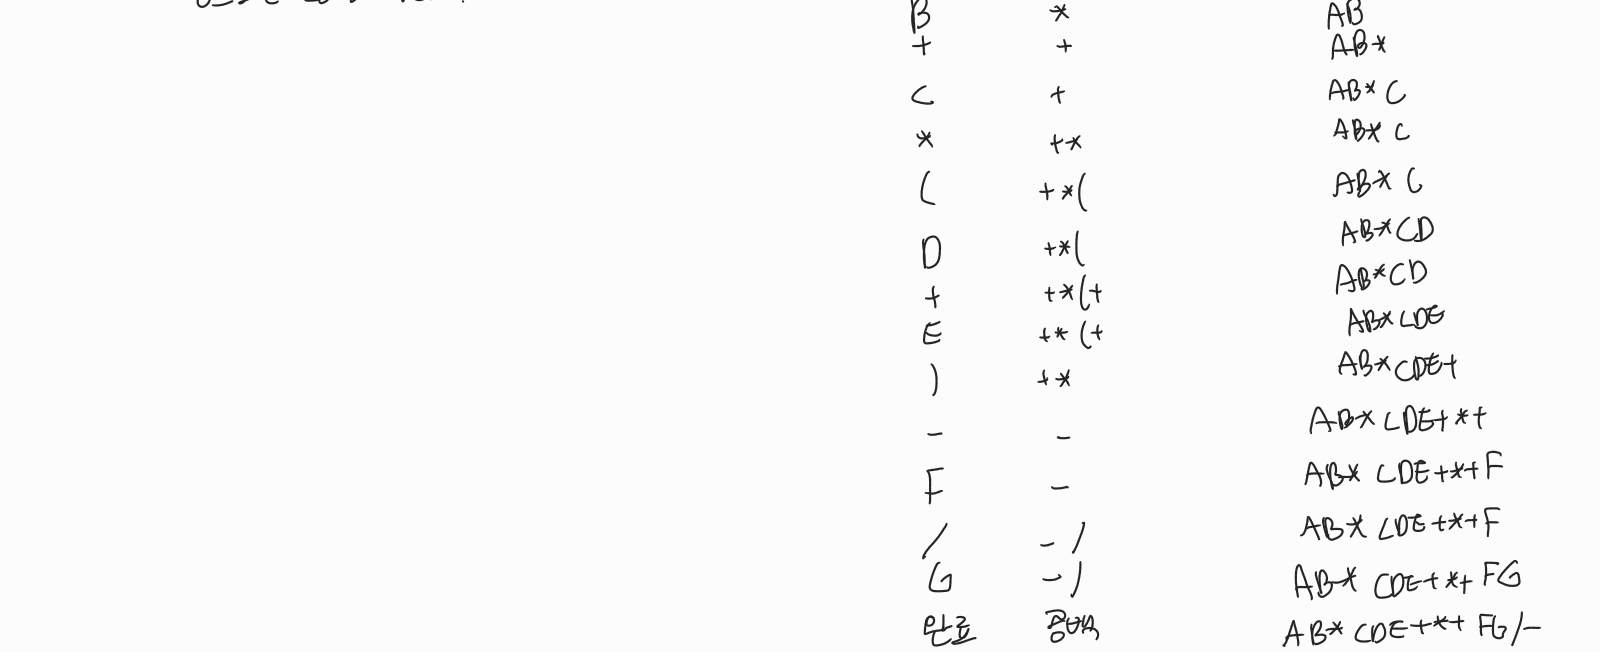 B * AB
+ + AB*
C + AB* C
* +* AB* C
( +*( AB* C
D +*( AB*CD
+ +*(+ AB*CD
E +*(+ AB*CDE
) +* AB*CDE+
- - AB* CDE+*+
F - AB* CDE+*+F
/ -/ AB* CDE+*+F
G -/ AB* CDE+*+ FG
완료 공백 AB* CDE+*+ FG/-